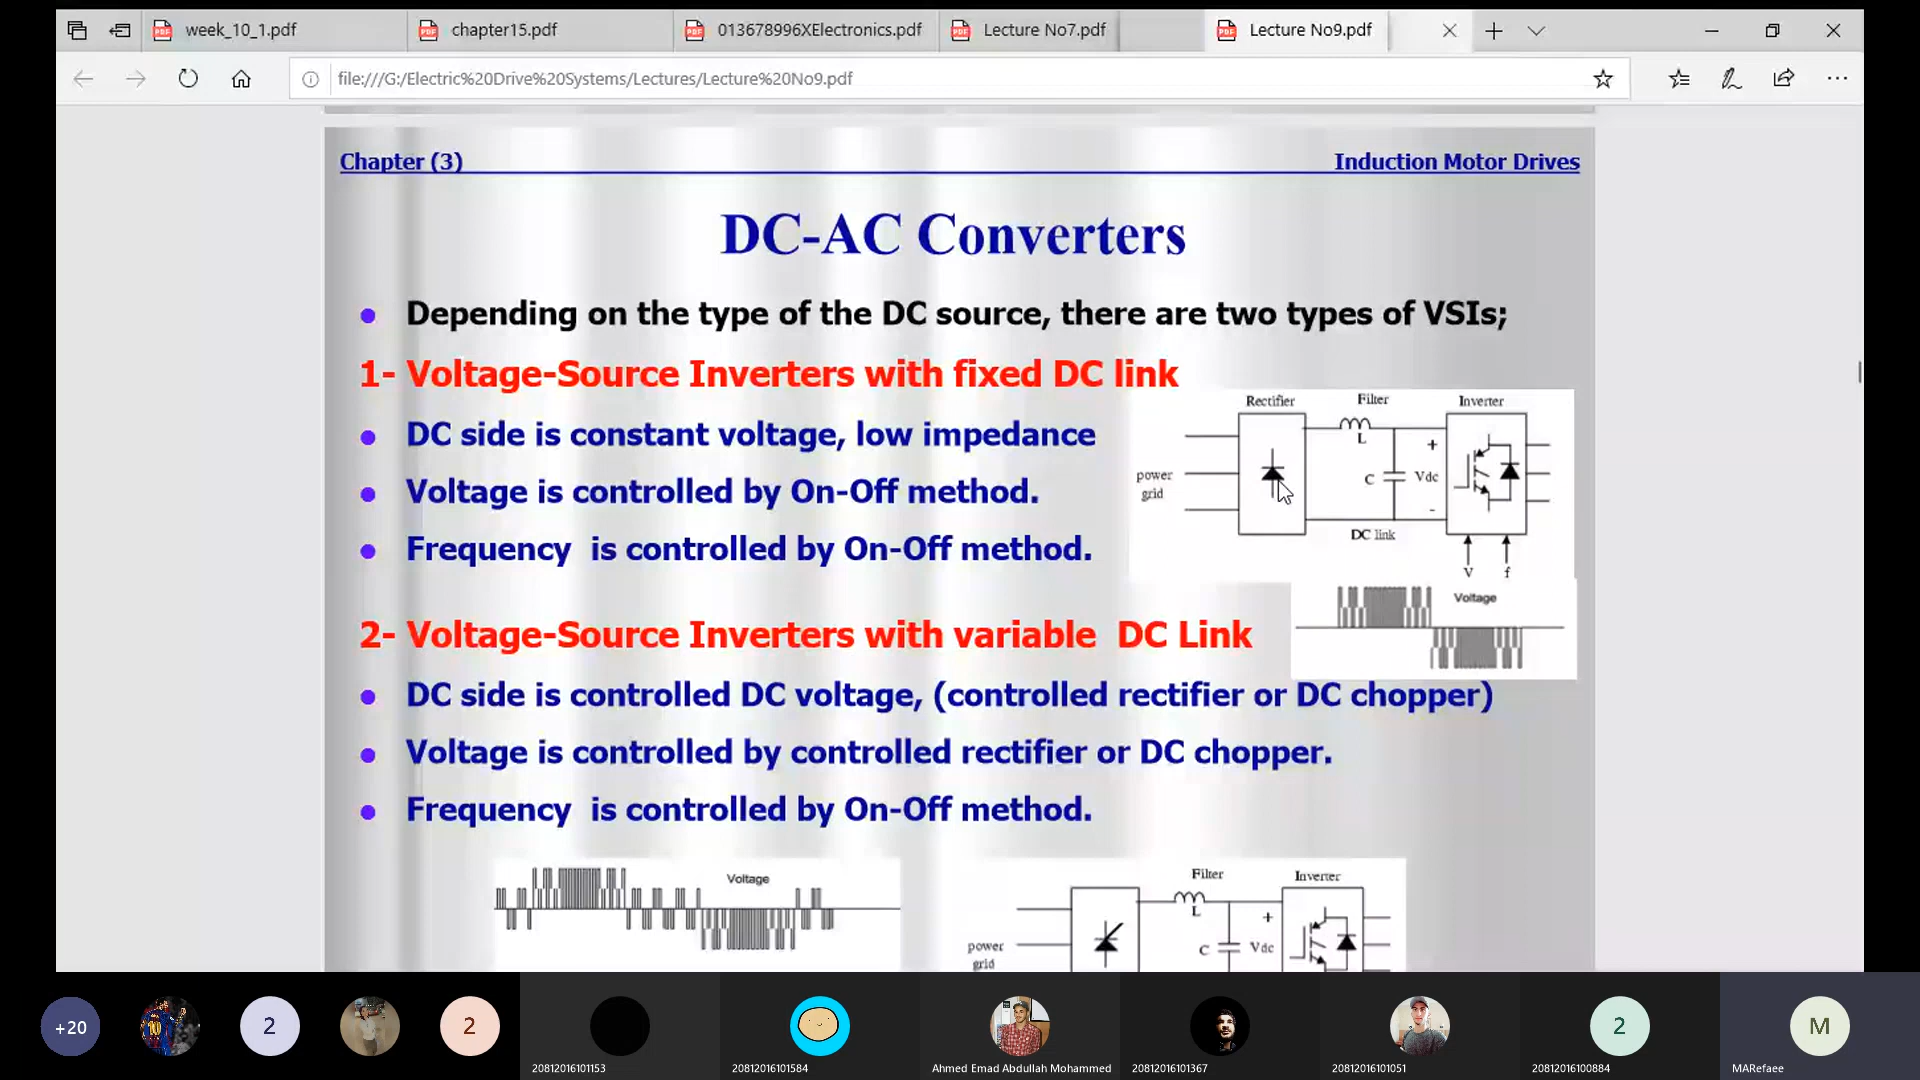 week_10_1.pdf
chapter15.pdf
013678996XElectronics.pdf
Lecture No7.pdf
Lecture No9.pdf
file:///G:/Electric%20Drive%20Systems/Lectures/Lecture%20No9.pdf
Chapter (3) Induction Motor Drives
DC-AC Converters
Depending on the type of the DC source, there are two types of VSIs;
1- Voltage-Source Inverters with fixed DC link
DC side is constant voltage, low impedance
Voltage is controlled by On-Off method.
Frequency is controlled by On-Off method.
Rectifier Filter Inverter
L
+
power
grid
C
Vdc
-
DC link
V f
Voltage
2- Voltage-Source Inverters with variable DC Link
DC side is controlled DC voltage, (controlled rectifier or DC chopper)
Voltage is controlled by controlled rectifier or DC chopper.
Frequency is controlled by On-Off method.
Voltage
Filter Inverter
L
+
power
grid
C
Vdc
+20
10
2
2
2
M
20812016101153
20812016101584
Ahmed Emad Abdullah Mohammed
20812016101367
20812016101051
20812016100884
MARefaee